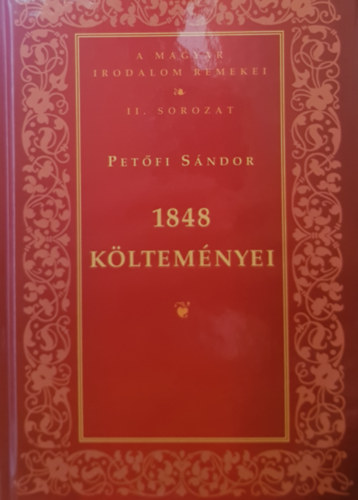 A MAGYAR
IRODALOM REMEKEI
II. SOROZAT
PETŐFI SÁNDOR
1848
KÖLTEMÉNYEI